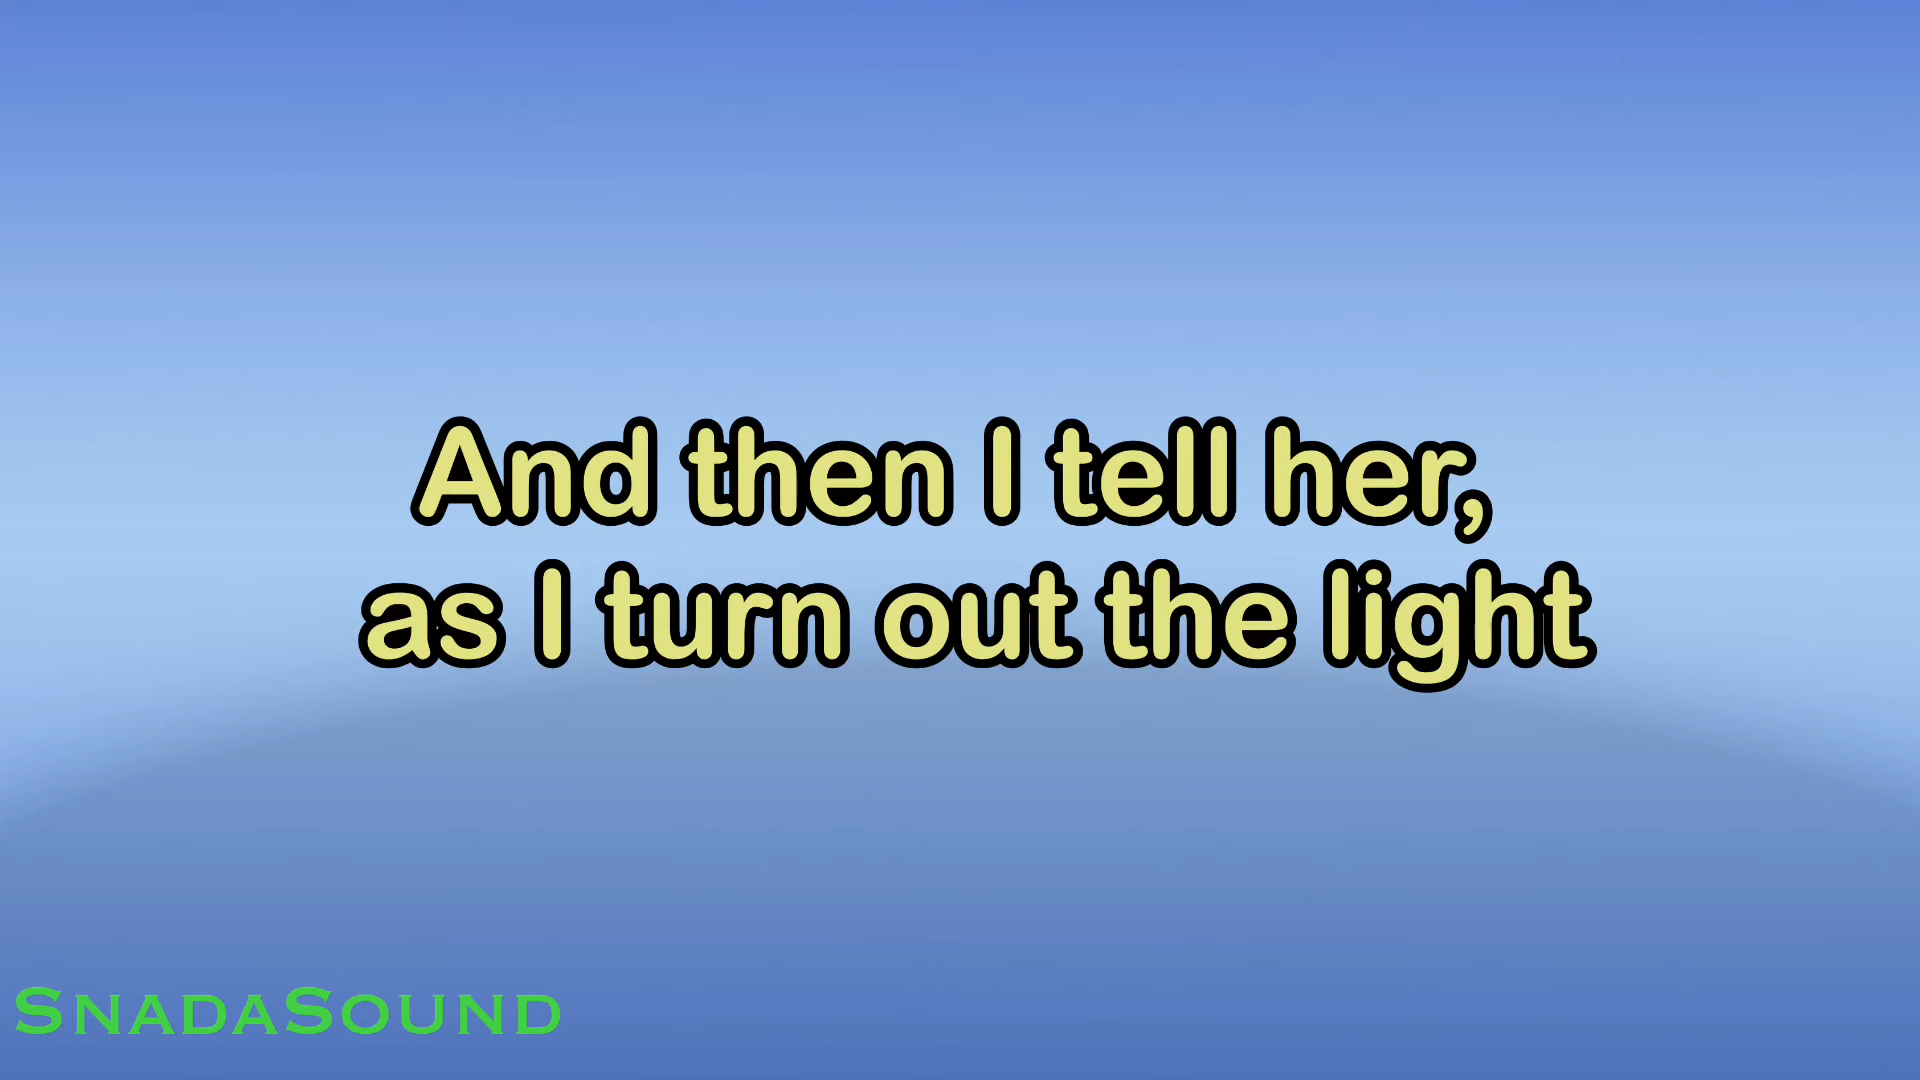 And then I tell her,
as I turn out the light
SNADASOUND